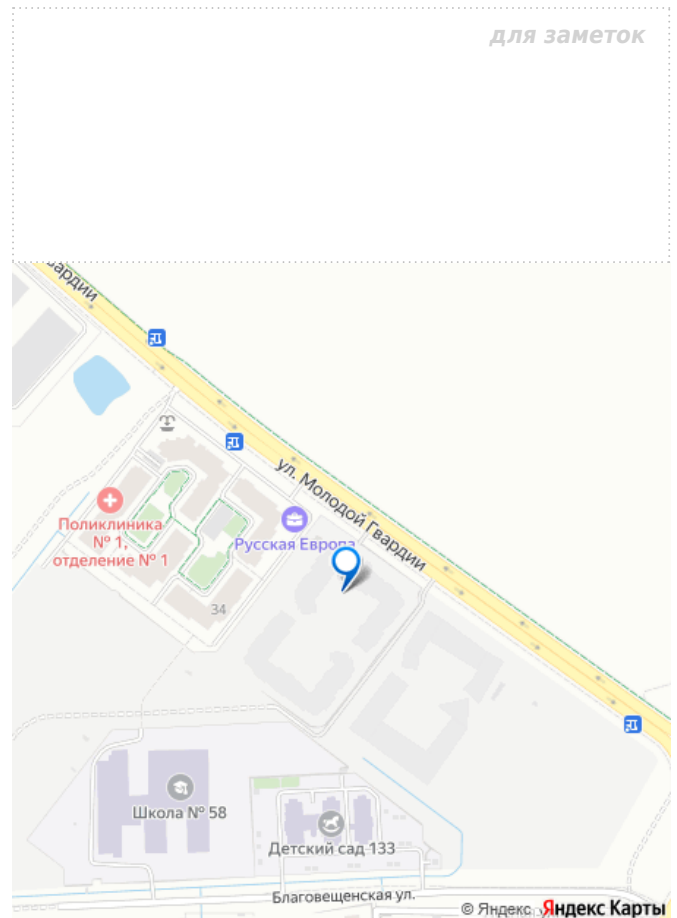 для заметок
вардии
ул. Молодой Гвардии
Поликлиника
№ 1,
отделение № 1
Русская Европа
34
Школа № 58
Детский сад 133
Благовещенская ул.
© Яндекс Яндекс Карты